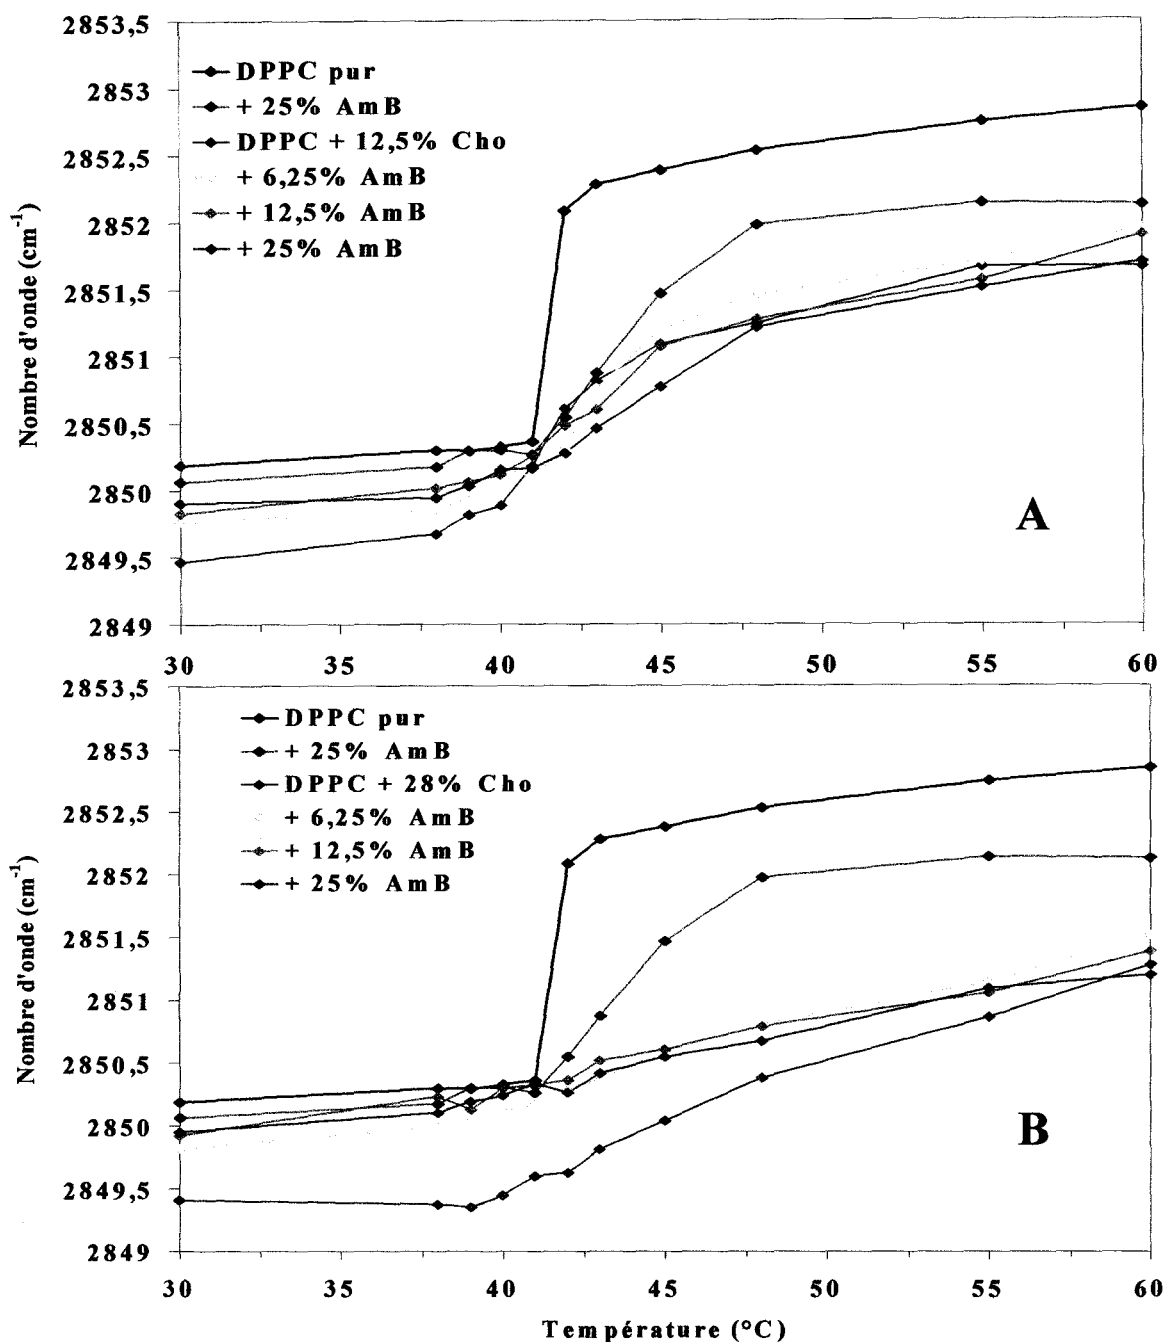 2853,5
2853
2852,5
2852
2851,5
2851
2850,5
2850
2849,5
2849
Nombre d'onde (cm-1)
DPPC pur
+ 25% AmB
DPPC + 12,5% Cho
+ 6,25% AmB
+ 12,5% AmB
+ 25% AmB
A
30 35 40 45 50 55 60
2853,5
2853
2852,5
2852
2851,5
2851
2850,5
2850
2849,5
2849
Nombre d'onde (cm-1)
DPPC pur
+ 25% AmB
DPPC + 28% Cho
+ 6,25% AmB
+ 12,5% AmB
+ 25% AmB
B
30 35 40 45 50 55 60
Température (°C)